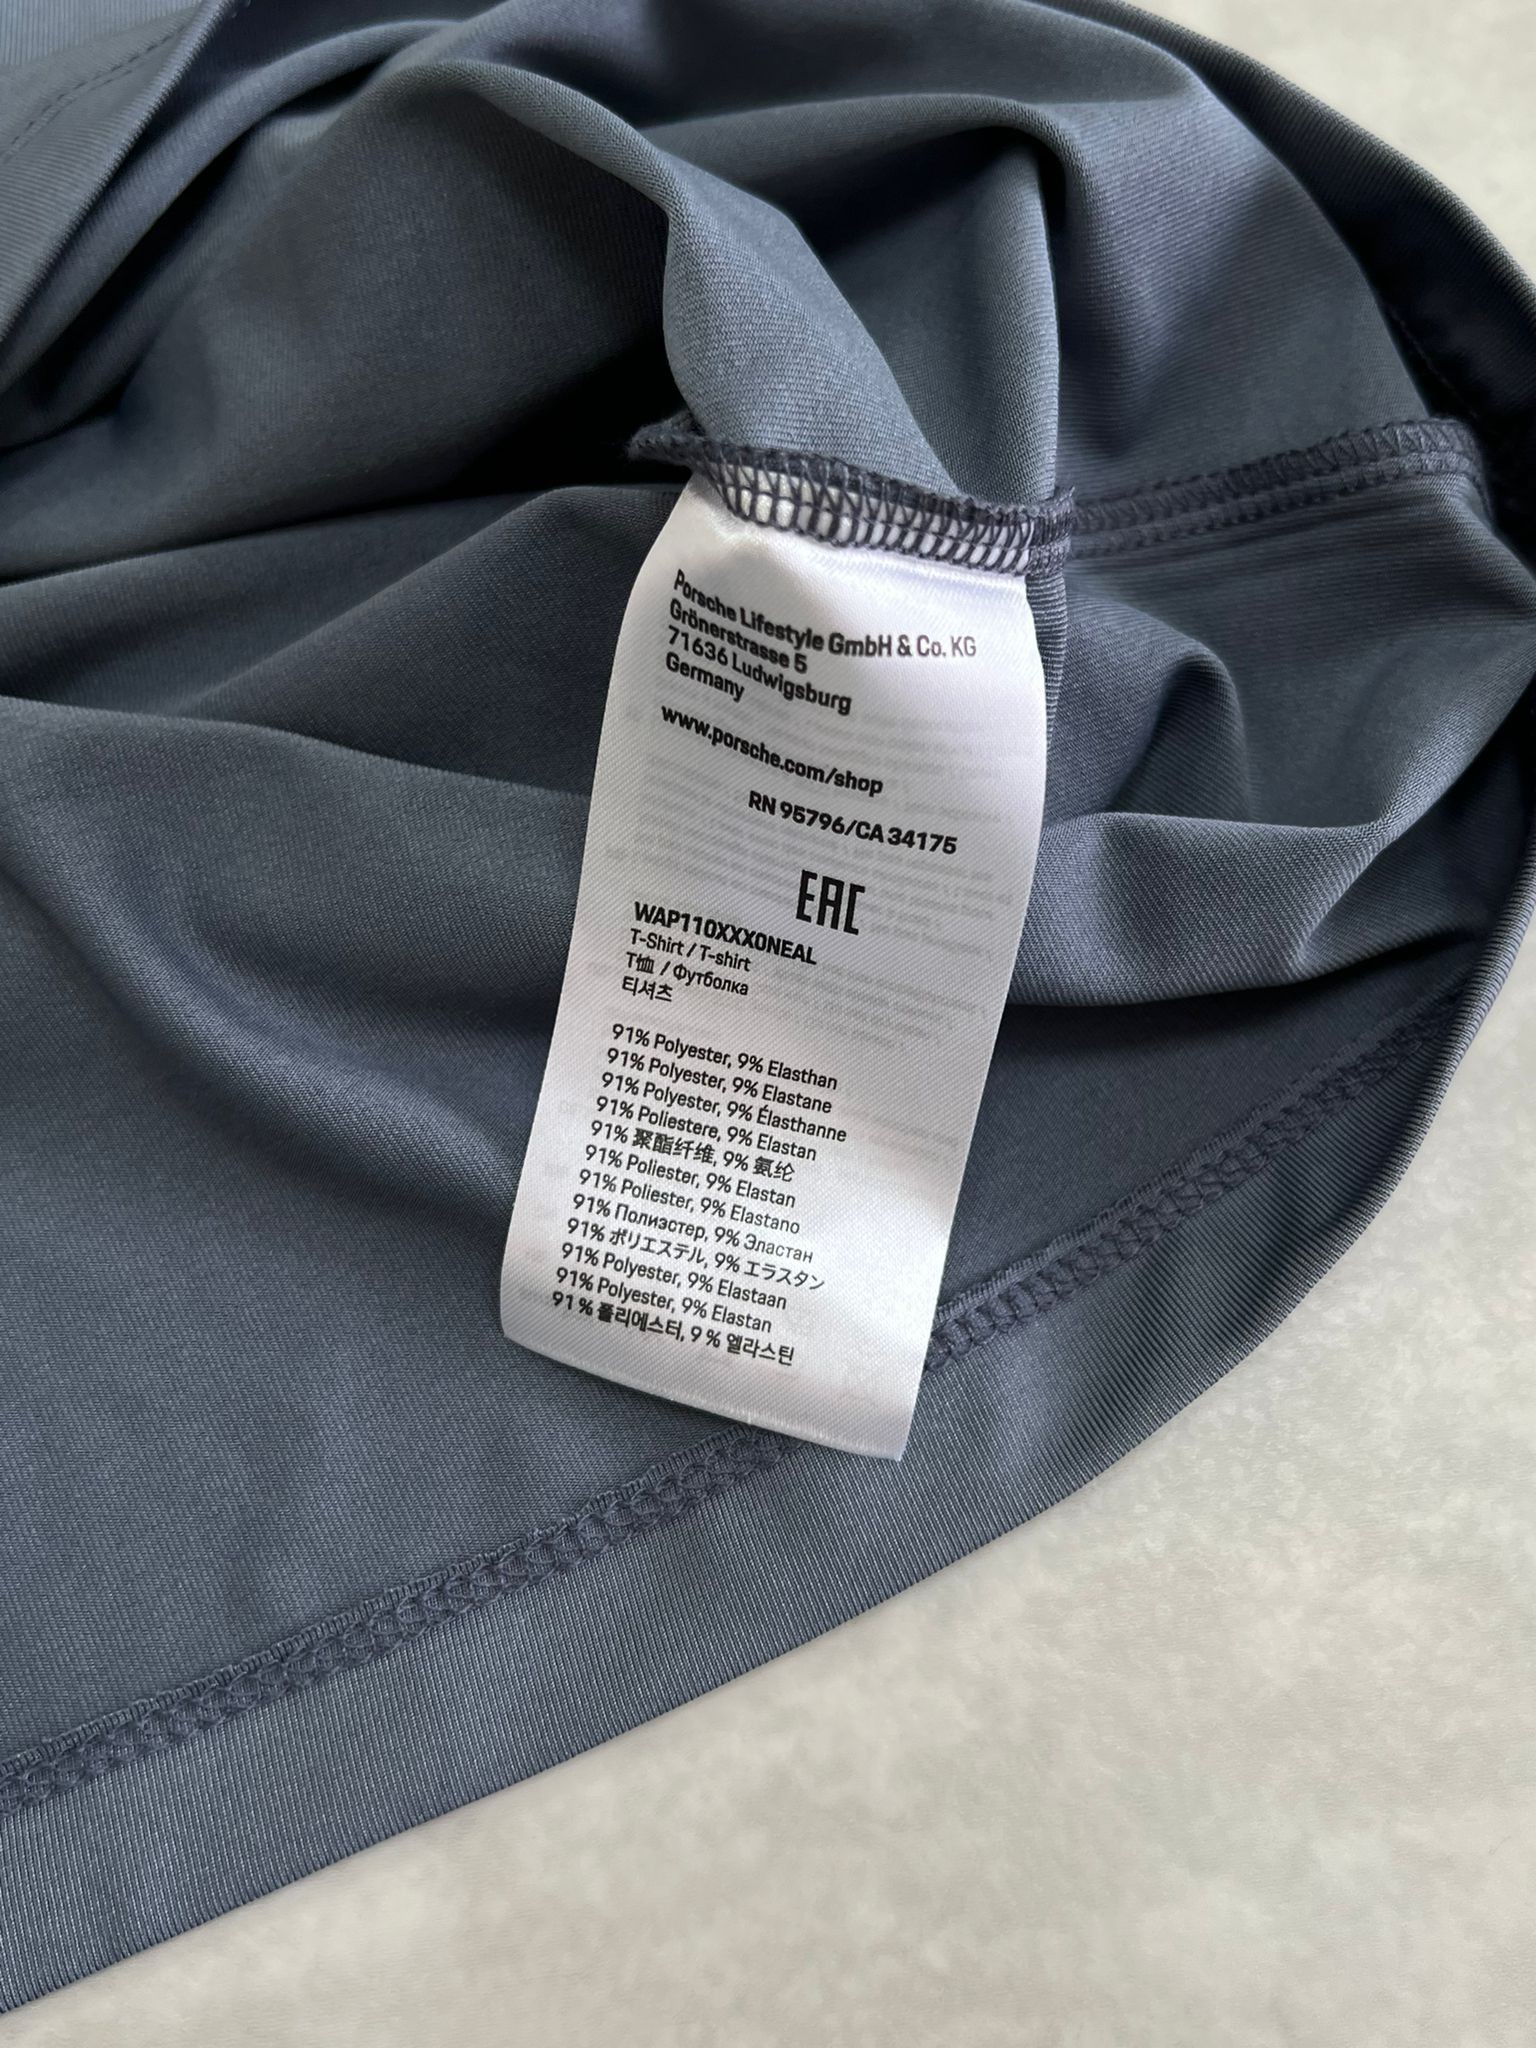 Porsche Lifestyle GmbH & Co. KG
Grönerstrasse 5
71636 Ludwigsburg
Germany
www.porsche.com/shop
RN 95796/CA 34175
EAC
WAP110XXX0NEAL
T-Shirt / T-shirt
T恤 / Футболка
티셔츠
91% Polyester, 9% Elasthan
91% Polyester, 9% Elastane
91% Polyester, 9% Élasthanne
91% Poliestere, 9% Elastan
91% 聚酯纤维, 9% 氨纶
91% Poliester, 9% Elastan
91% Poliester, 9% Elastano
91% Полиэстер, 9% Эластан
91% ポリエステル, 9% エラスタン
91% Polyester, 9% Elastaan
91% Polyester, 9% Elastan
91 % 폴리에스터, 9 % 엘라스틴